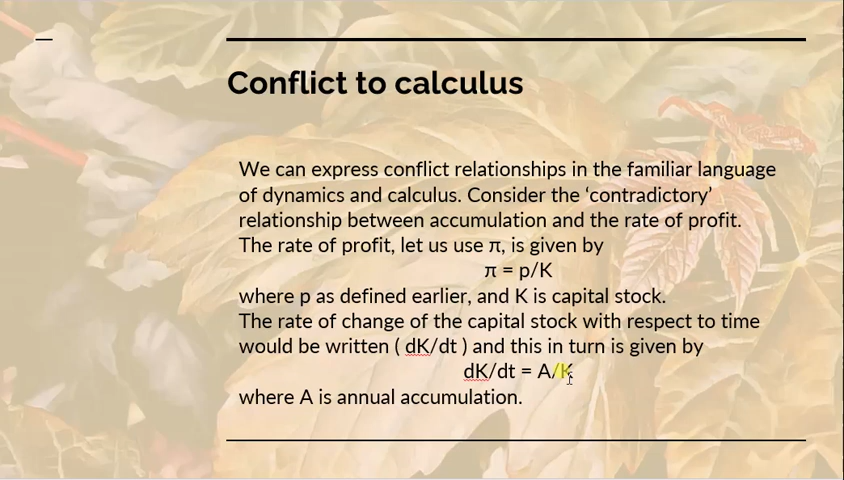 Conflict to calculus
We can express conflict relationships in the familiar language
of dynamics and calculus. Consider the ‘contradictory’
relationship between accumulation and the rate of profit.
The rate of profit, let us use π, is given by
π = p/K
where p as defined earlier, and K is capital stock.
The rate of change of the capital stock with respect to time
would be written ( dK/dt ) and this in turn is given by
dK/dt = A/K
where A is annual accumulation.